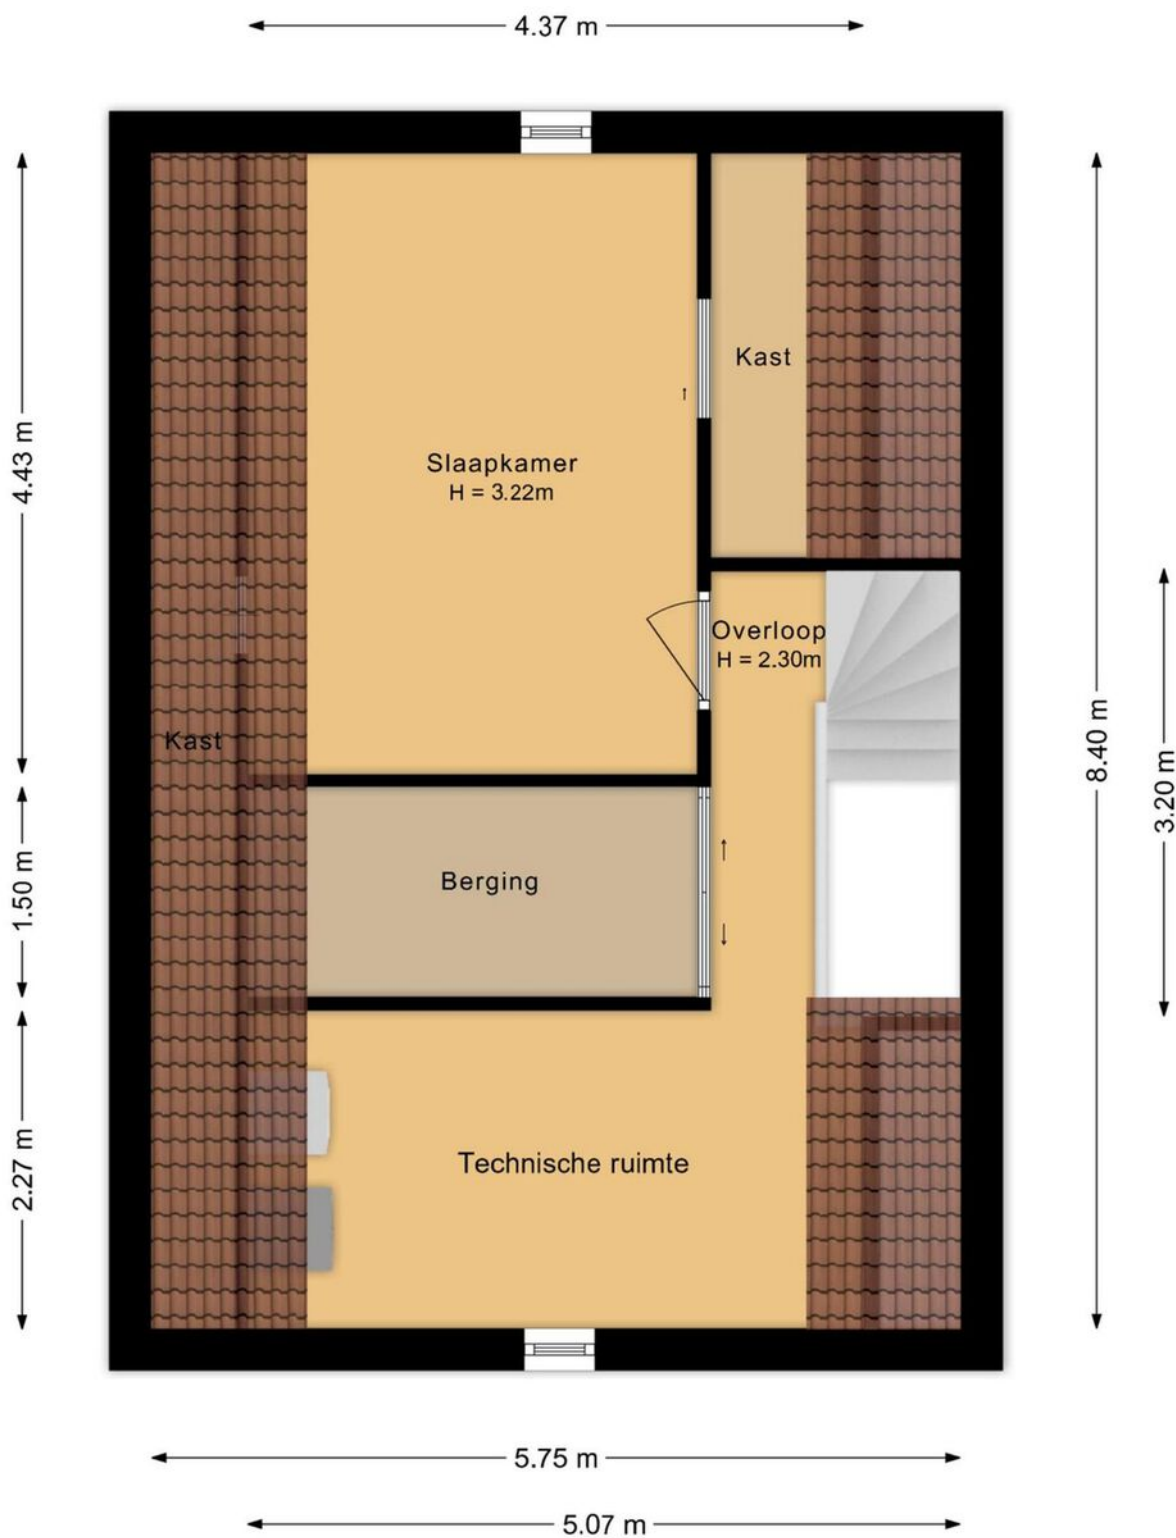 4.37 m
Kast
Slaapkamer
H = 3.22m
4.43 m
Overloop
H = 2.30m
8.40 m
Kast
3.20 m
Berging
1.50 m
Technische ruimte
2.27 m
5.75 m
5.07 m